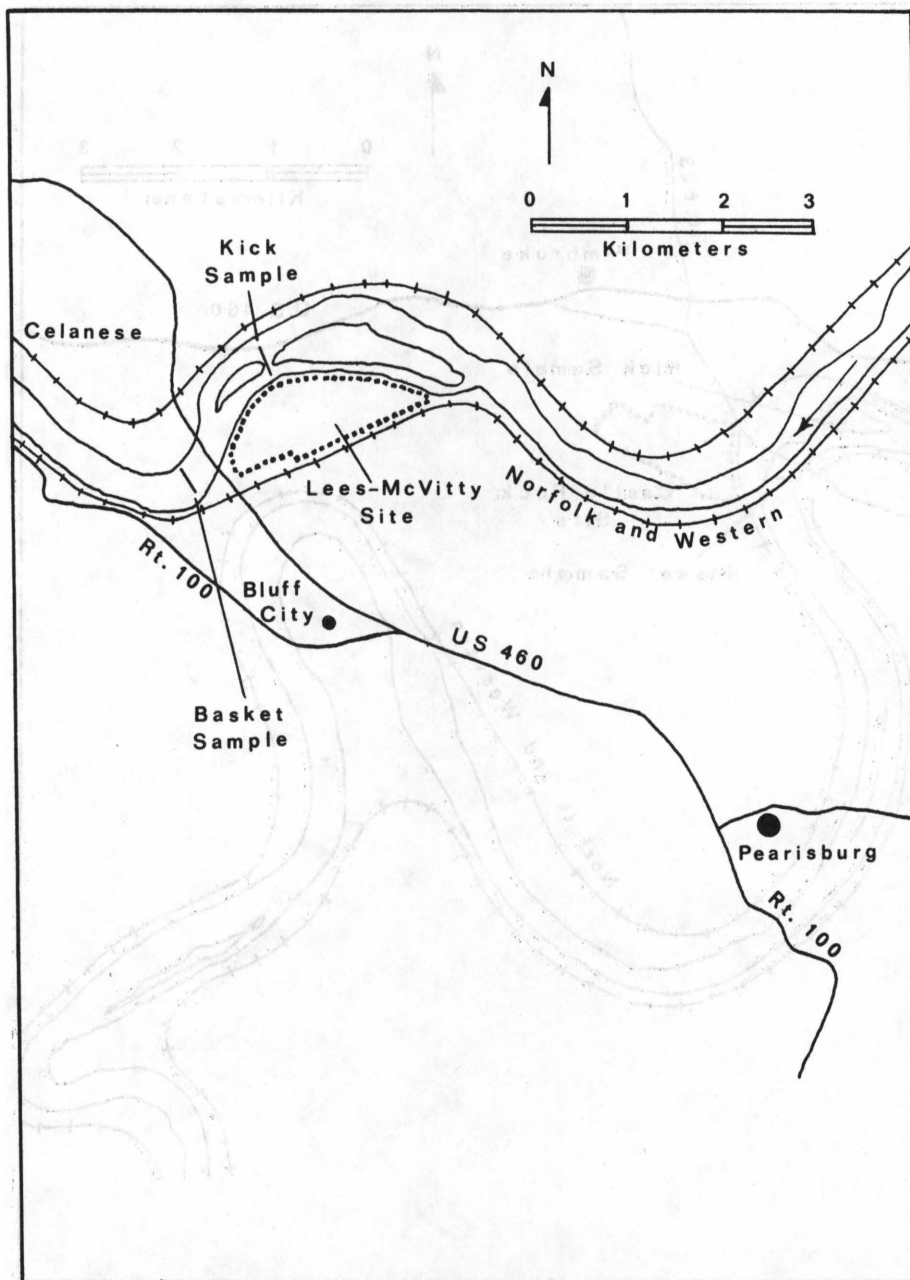 N
0 1 2 3
Kilometers
Kick
Sample
Celanese
Lees-McVitty
Site
Norfolk and Western
Rt. 100
Bluff
City
US 460
Basket
Sample
Pearisburg
Rt. 100